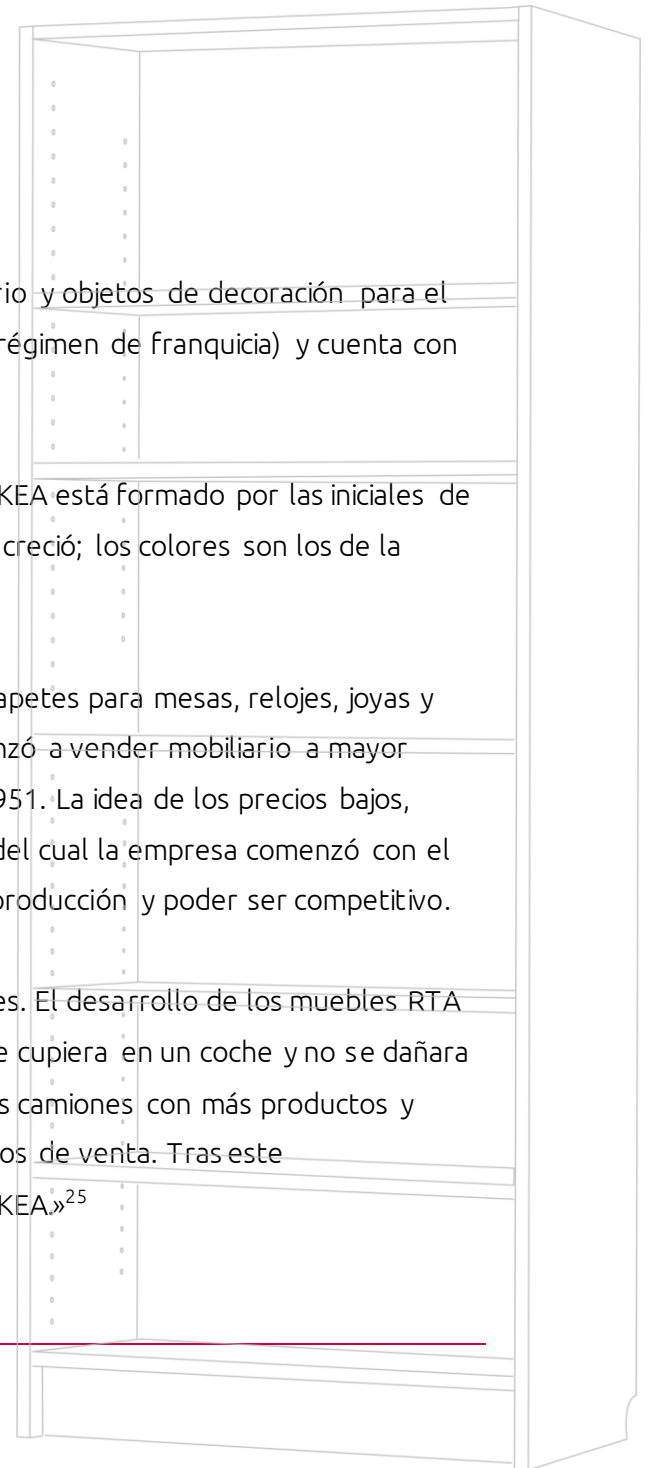 rio y objetos de decoración para el
régimen de franquicia) y cuenta con
KEA está formado por las iniciales de
creció; los colores son los de la
apetes para mesas, relojes, joyas y
nzó a vender mobiliario a mayor
951. La idea de los precios bajos,
del cual la empresa comenzó con el
producción y poder ser competitivo.
es. El desarrollo de los muebles RTA
e cupiera en un coche y no se dañara
s camiones con más productos y
os de venta. Tras este
KEA.»25